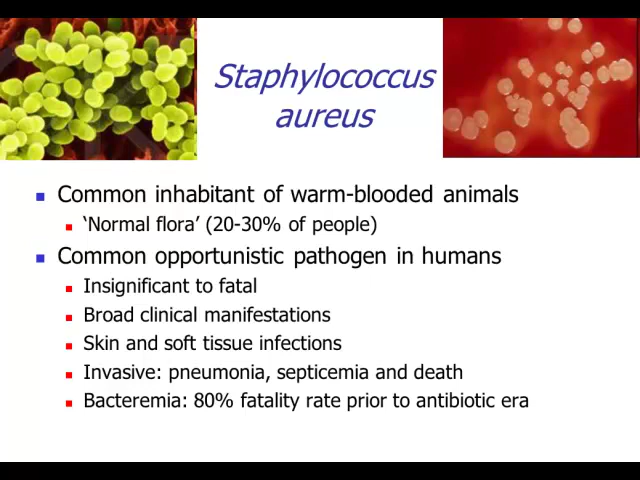 Staphylococcus
aureus
Common inhabitant of warm-blooded animals
‘Normal flora’ (20-30% of people)
Common opportunistic pathogen in humans
Insignificant to fatal
Broad clinical manifestations
Skin and soft tissue infections
Invasive: pneumonia, septicemia and death
Bacteremia: 80% fatality rate prior to antibiotic era